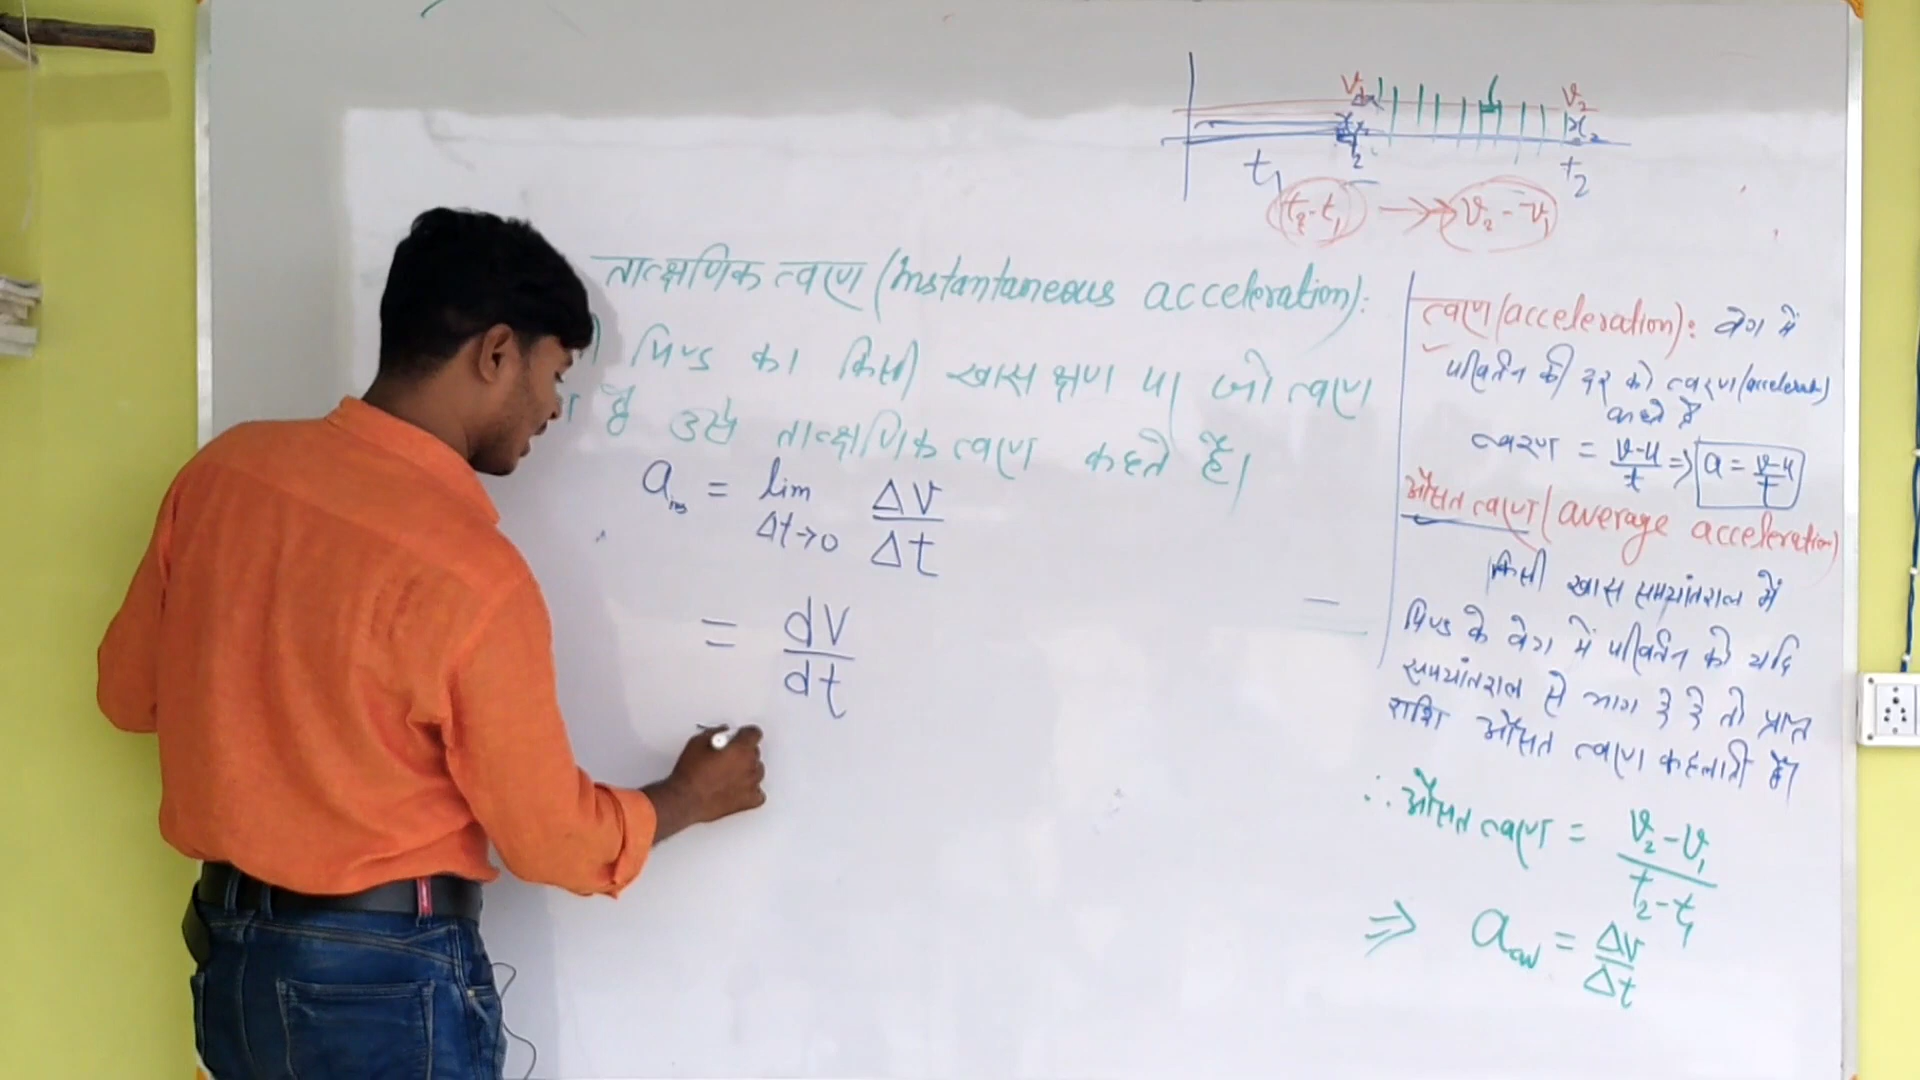 v₁ v₂
dx
x₂
t₁ t₂
t₂-t₁ → v₂-v₁
तात्क्षणिक त्वरण (Instantaneous acceleration):
पिण्ड का किसी खास क्षण पर जो त्वरण
है उसे तात्क्षणिक त्वरण कहते हैं।
a_ins = lim Δt→0 Δv/Δt
= dv/dt
=
त्वरण (acceleration): वेग में
परिवर्तन की दर को त्वरण (acceleration)
कहते हैं
त्वरण = v-u/t ⇒ a = v-u/t
औसत त्वरण (average acceleration)
किसी खास समयांतराल में
पिण्ड के वेग में परिवर्तन को यदि
समयांतराल से भाग दे दें तो प्राप्त
राशि औसत त्वरण कहलाती है।
∴ औसत त्वरण = v₂-v₁/t₂-t₁
⇒ a_av = Δv/Δt